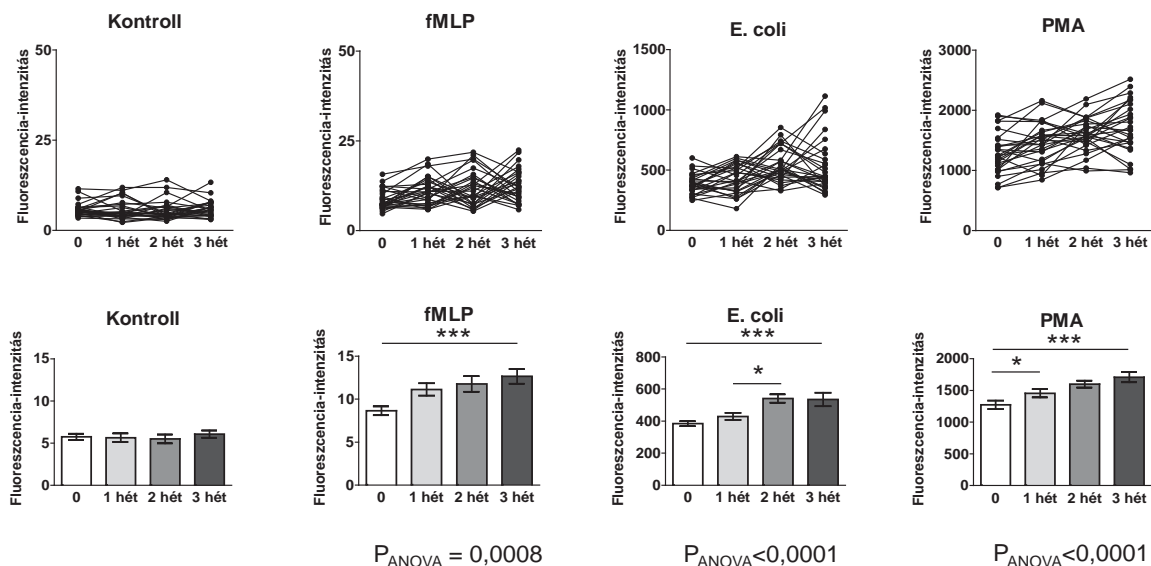 Kontroll
fMLP
E. coli
PMA
Fluoreszcencia-intenzitás
50
25
0
0 1 hét 2 hét 3 hét
Fluoreszcencia-intenzitás
50
25
0
0 1 hét 2 hét 3 hét
Fluoreszcencia-intenzitás
1500
1000
500
0
0 1 hét 2 hét 3 hét
Fluoreszcencia-intenzitás
3000
2000
1000
0
0 1 hét 2 hét 3 hét
Kontroll
Fluoreszcencia-intenzitás
15
10
5
0
0 1 hét 2 hét 3 hét
fMLP
***
Fluoreszcencia-intenzitás
15
10
5
0
0 1 hét 2 hét 3 hét
E. coli
***
*
Fluoreszcencia-intenzitás
800
600
400
200
0
0 1 hét 2 hét 3 hét
PMA
***
*
Fluoreszcencia-intenzitás
2000
1500
1000
500
0
0 1 hét 2 hét 3 hét
PANOVA = 0,0008
PANOVA<0,0001
PANOVA<0,0001